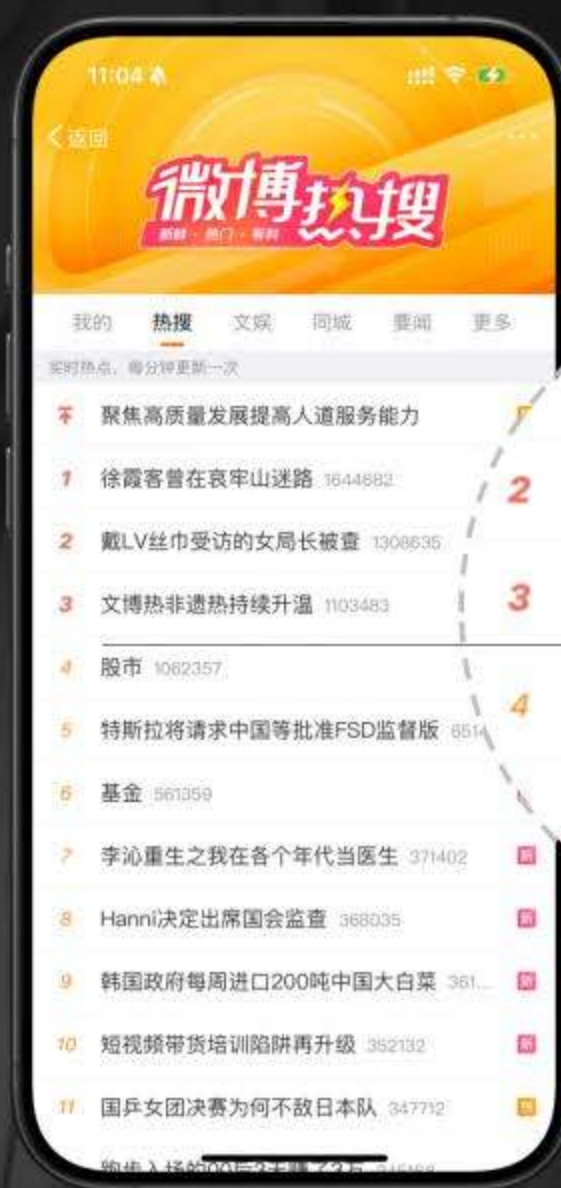 11:04
返回
微博热搜
新鲜·热门·有料
我的 热搜 文娱 同城 要闻 更多
实时热点，每分钟更新一次
聚焦高质量发展提高人道服务能力
1 徐霞客曾在哀牢山迷路 1644682
2 戴LV丝巾受访的女局长被查 1308635
2
3 文博热非遗热持续升温 1103483
3
4 股市 1062357
4
5 特斯拉将请求中国等批准FSD监督版
6 基金 561359
7 李沁重生之我在各个年代当医生 371402 新
8 Hanni决定出席国会监查 368035 新
9 韩国政府每周进口200吨中国大白菜 361... 新
10 短视频带货培训陷阱再升级 352132 新
11 国乒女团决赛为何不敌日本队 347712